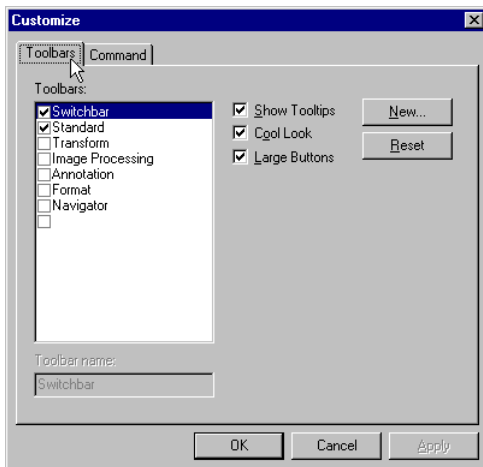 Customize
Toolbars Command
Toolbars:
Switchbar
Standard
Transform
Image Processing
Annotation
Format
Navigator
Show Tooltips
Cool Look
Large Buttons
New...
Reset
Toolbar name:
Switchbar
OK Cancel Apply